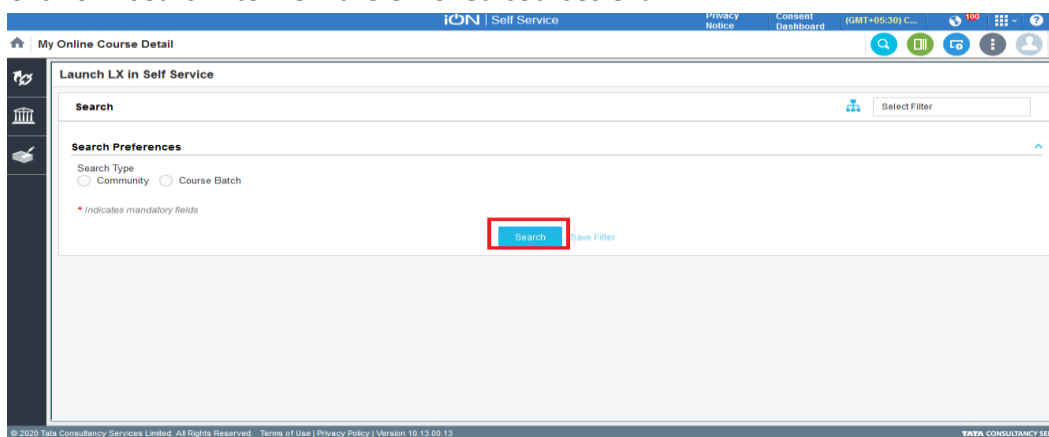 iON | Self Service
Privacy Notice
Consent Dashboard
(GMT+05:30) C...
100
?
My Online Course Detail
Launch LX in Self Service
Search
Select Filter
Search Preferences
Search Type
Community Course Batch
* Indicates mandatory fields
Search Save Filter
© 2020 Tata Consultancy Services Limited. All Rights Reserved. Terms of Use | Privacy Policy | Version 10.13.00.13
TATA CONSULTANCY SE